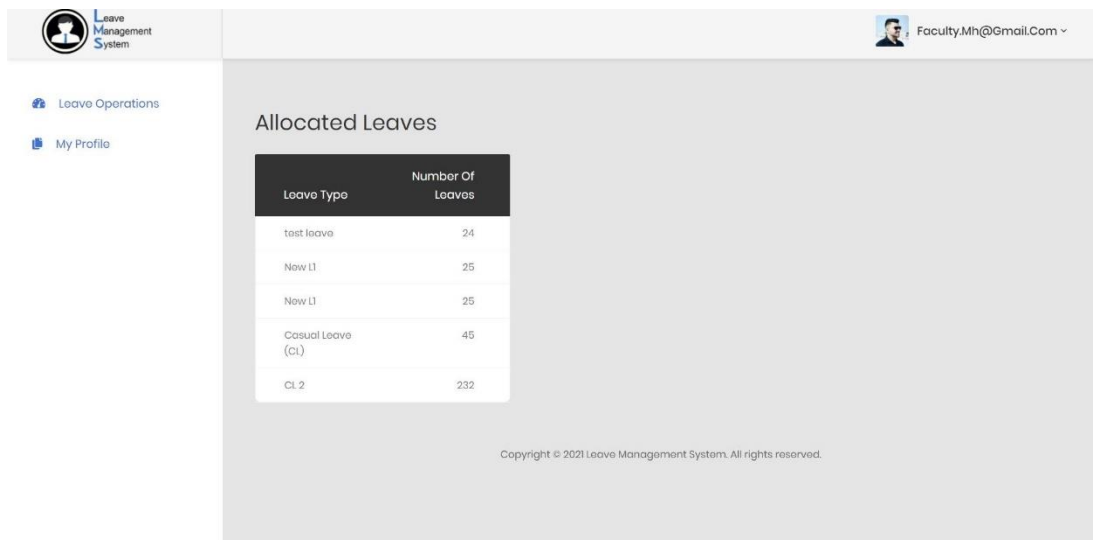 Leave
Management
System
Faculty.Mh@Gmail.Com
Leave Operations
My Profile
Allocated Leaves
Leave Type Number Of Leaves
test leave 24
New L1 25
New L1 25
Casual Leave (CL) 45
CL 2 232
Copyright © 2021 Leave Management System. All rights reserved.